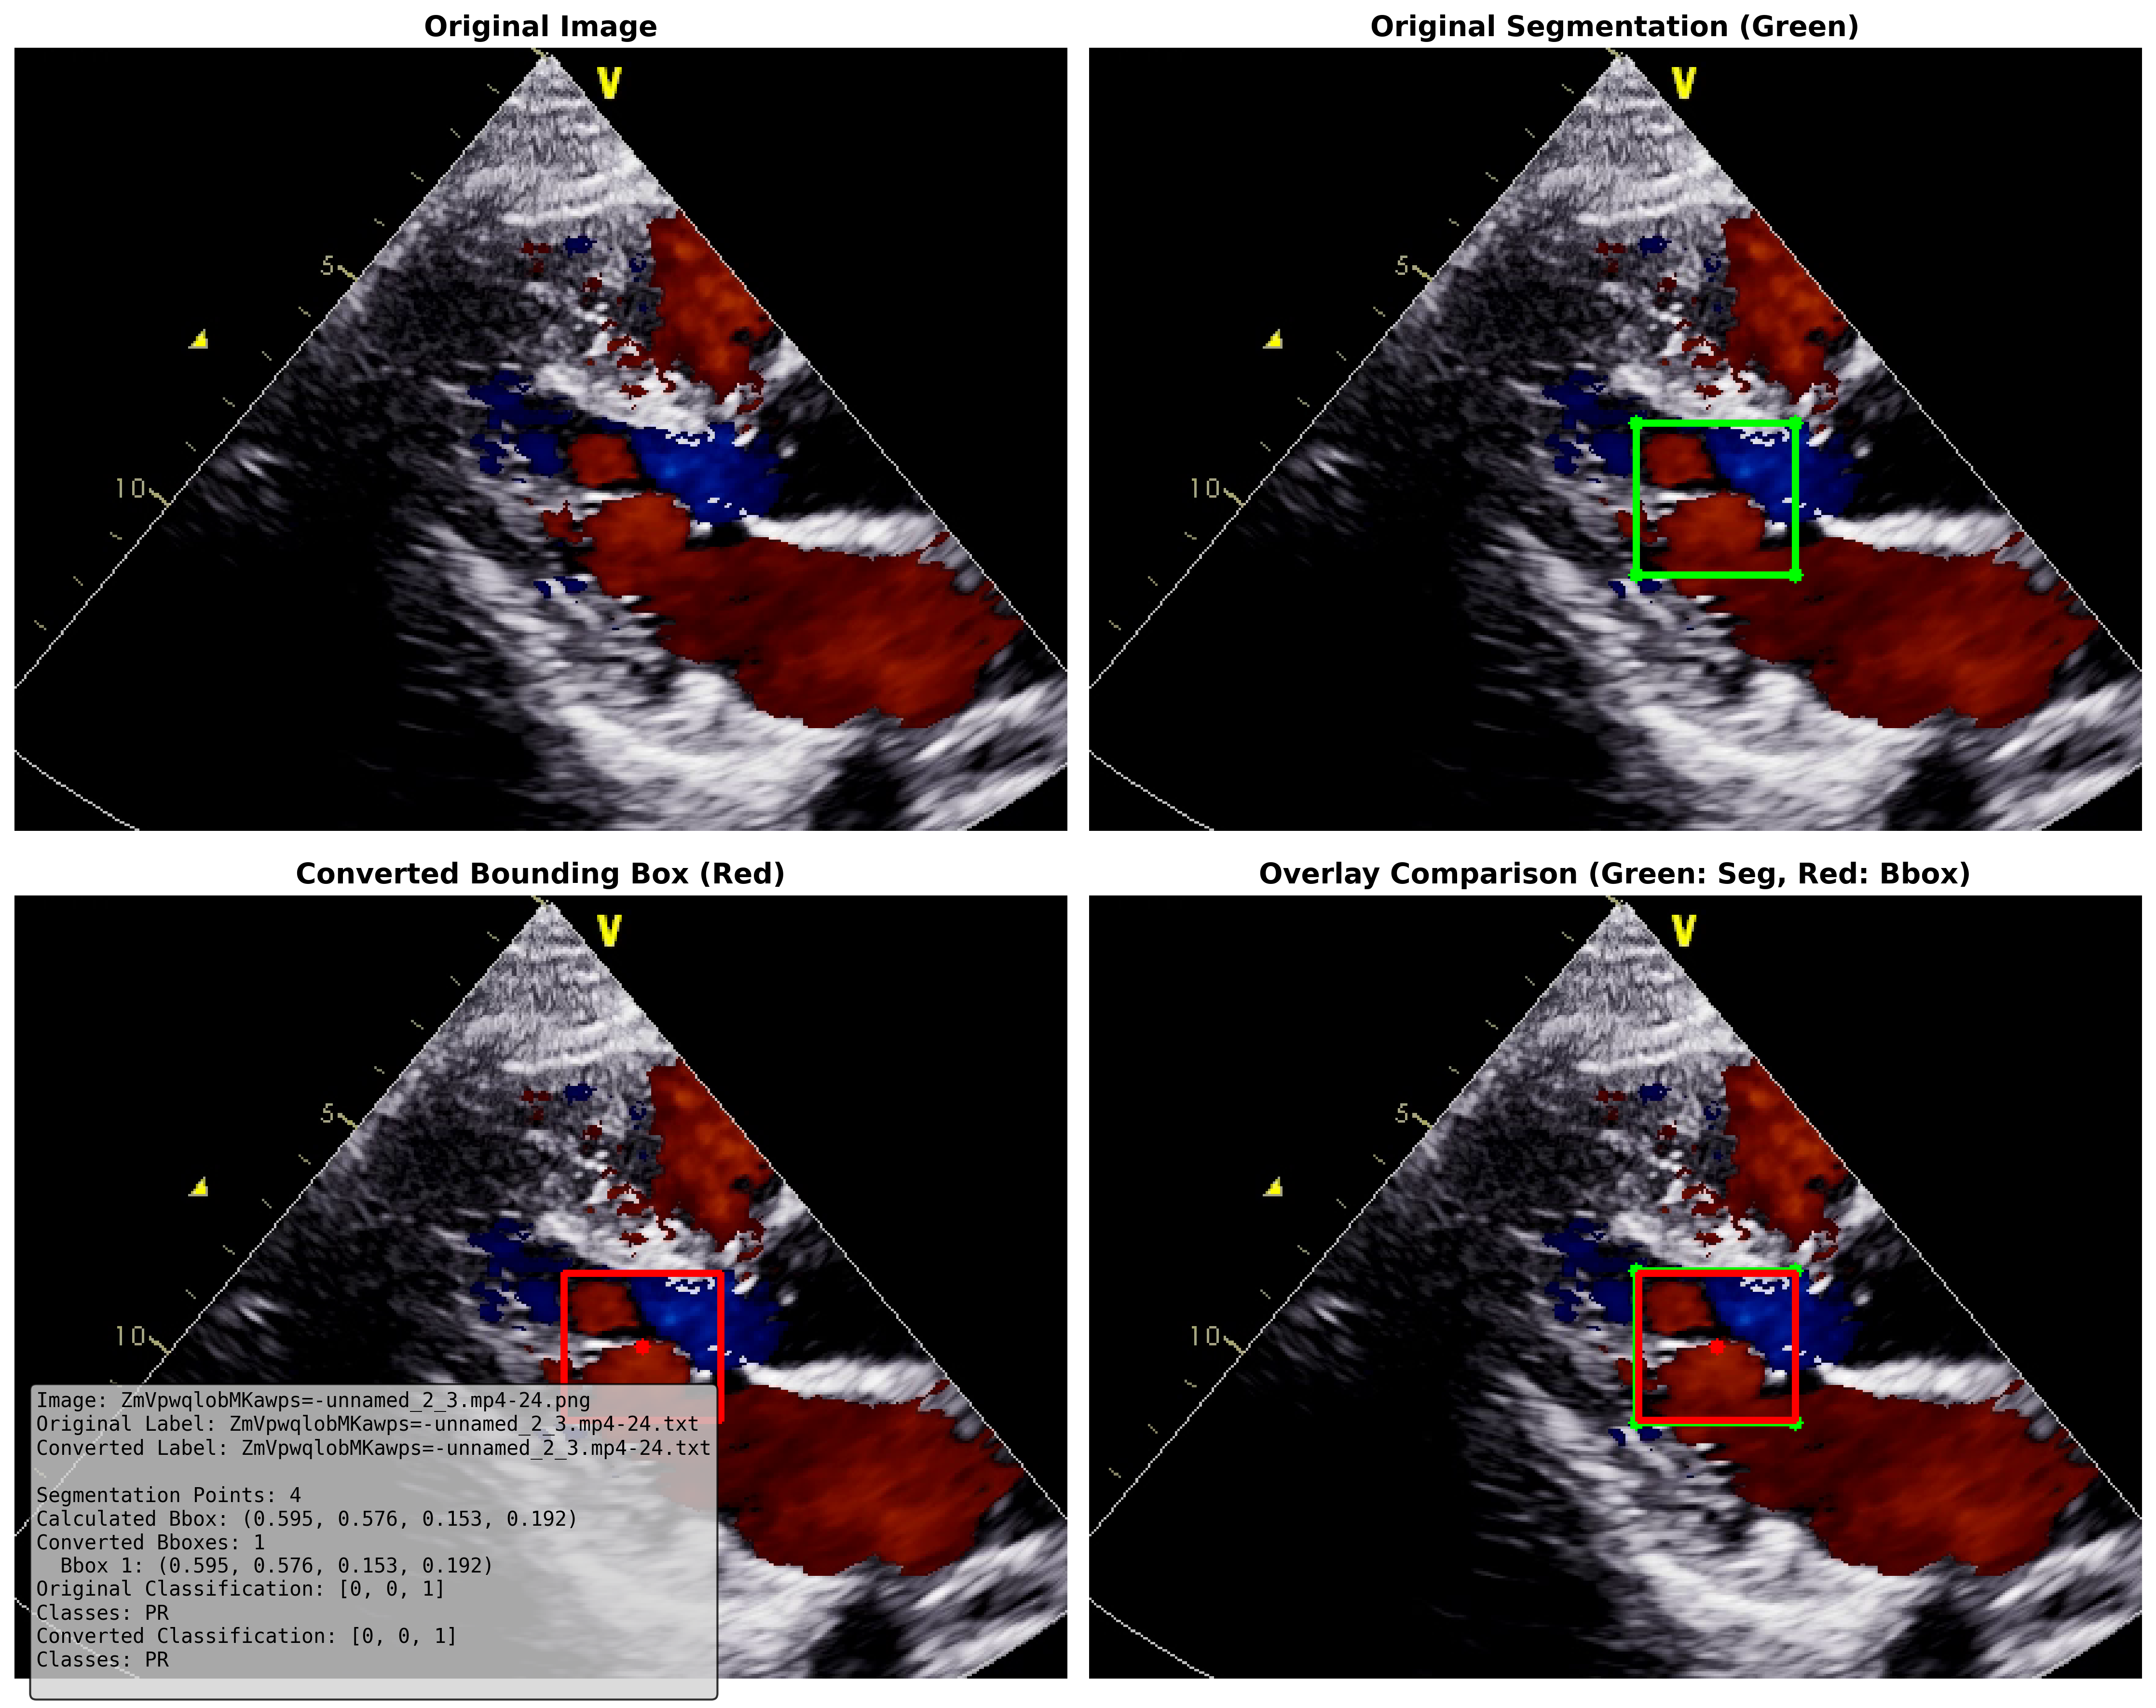 Original Image
Original Segmentation (Green)
V
5
10
V
5
10
Converted Bounding Box (Red)
Overlay Comparison (Green: Seg, Red: Bbox)
V
5
10
V
5
10
Image: ZmVpwqlobMKawps=-unnamed_2_3.mp4-24.png
Original Label: ZmVpwqlobMKawps=-unnamed_2_3.mp4-24.txt
Converted Label: ZmVpwqlobMKawps=-unnamed_2_3.mp4-24.txt
Segmentation Points: 4
Calculated Bbox: (0.595, 0.576, 0.153, 0.192)
Converted Bboxes: 1
Bbox 1: (0.595, 0.576, 0.153, 0.192)
Original Classification: [0, 0, 1]
Classes: PR
Converted Classification: [0, 0, 1]
Classes: PR